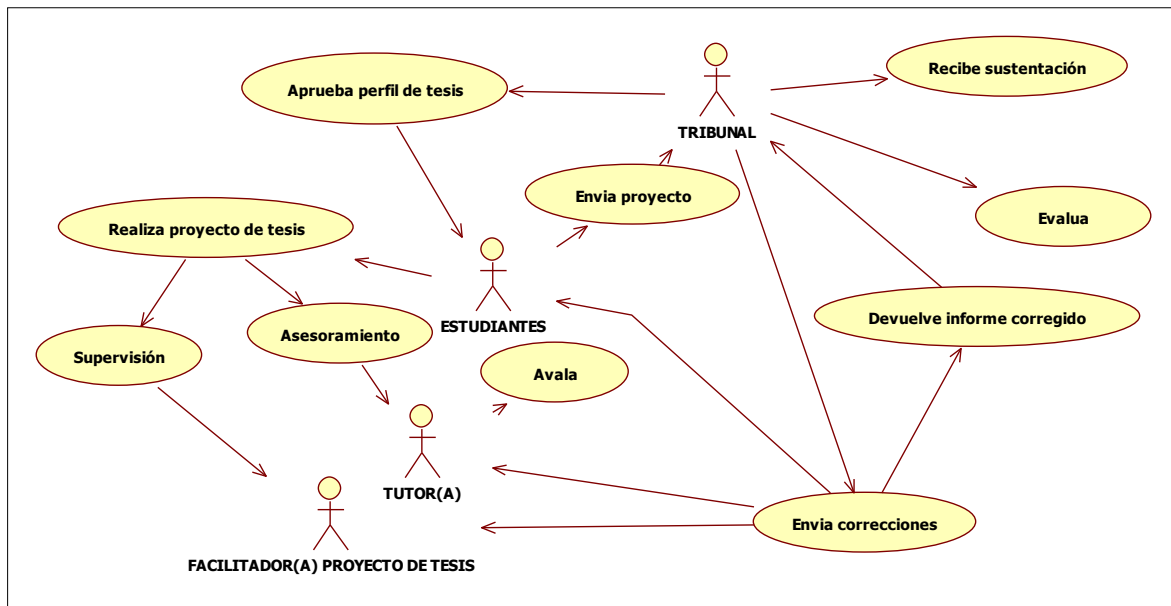 Recibe sustentación
Aprueba perfil de tesis
TRIBUNAL
Envia proyecto
Evalua
Realiza proyecto de tesis
ESTUDIANTES
Devuelve informe corregido
Asesoramiento
Supervisión
Avala
TUTOR(A)
Envia correcciones
FACILITADOR(A) PROYECTO DE TESIS